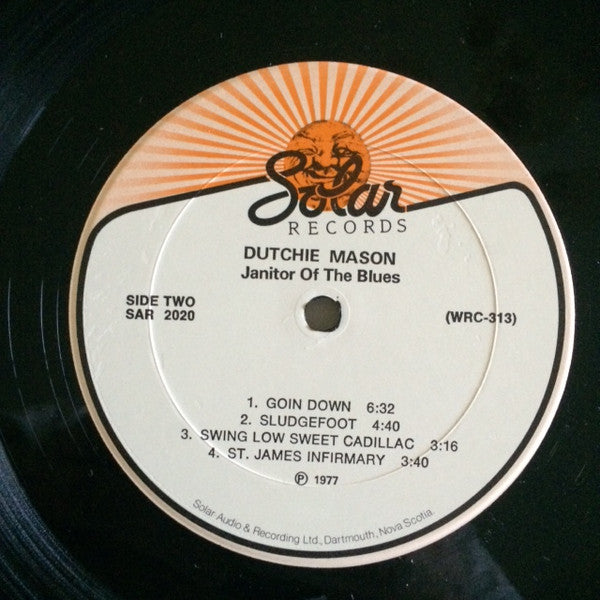 Solar
RECORDS
DUTCHIE MASON
Janitor Of The Blues
SIDE TWO
SAR 2020
(WRC-313)
1. GOIN DOWN 6:32
2. SLUDGEFOOT 4:40
3. SWING LOW SWEET CADILLAC 3:16
4. ST. JAMES INFIRMARY 3:40
℗ 1977
Solar Audio & Recording Ltd., Dartmouth, Nova Scotia